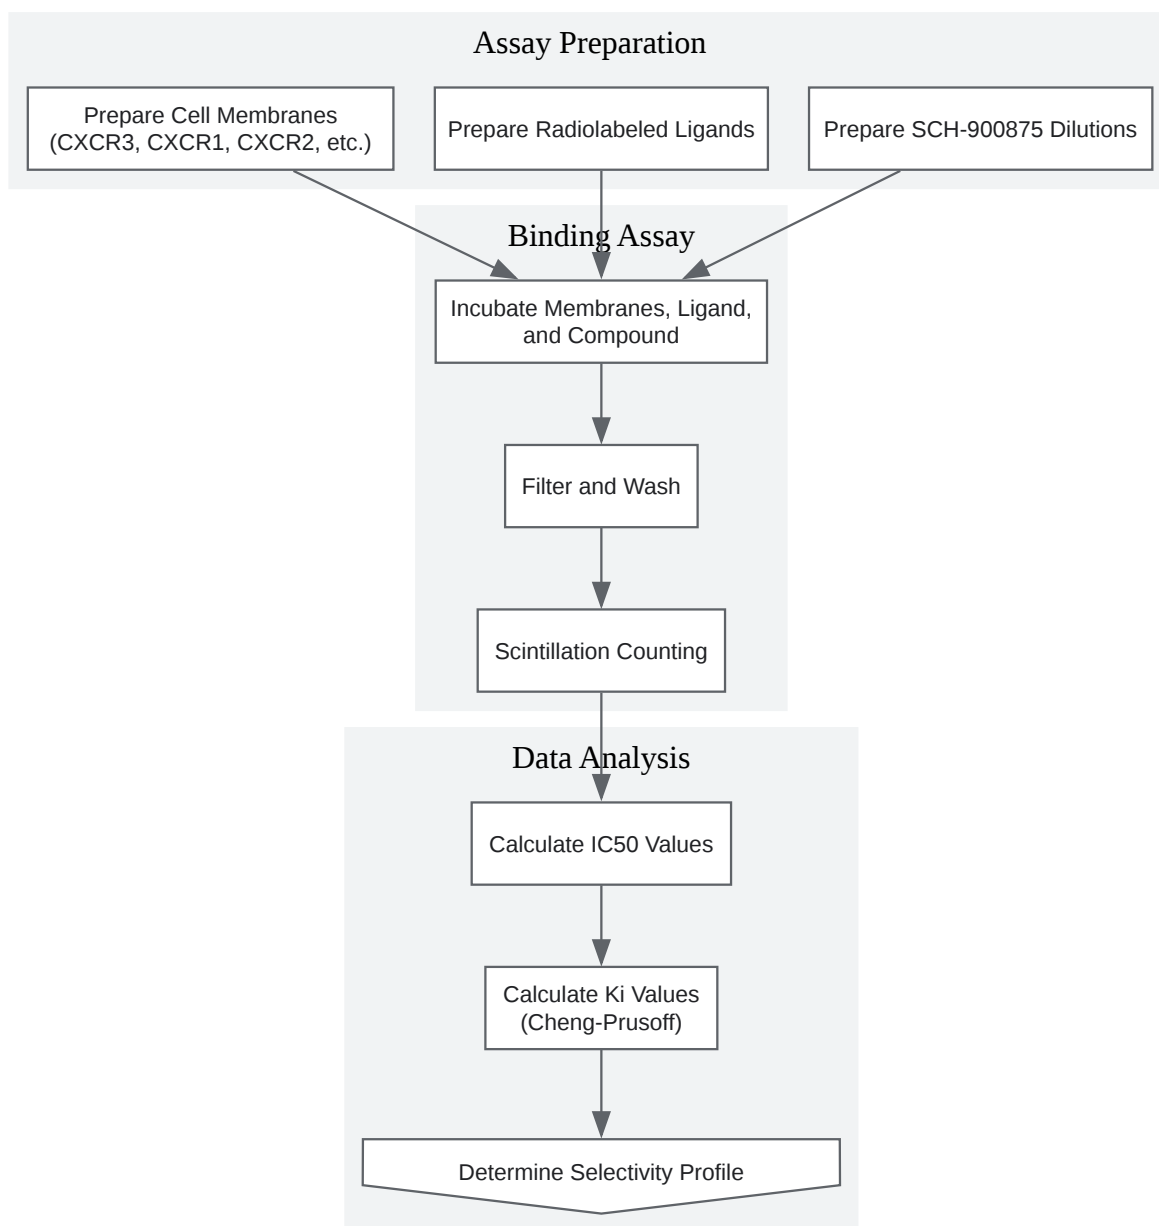 Assay Preparation
Prepare Cell Membranes
(CXCR3, CXCR1, CXCR2, etc.)
Prepare Radiolabeled Ligands
Prepare SCH-900875 Dilutions
Binding Assay
Incubate Membranes, Ligand,
and Compound
Filter and Wash
Scintillation Counting
Data Analysis
Calculate IC50 Values
Calculate Ki Values
(Cheng-Prusoff)
Determine Selectivity Profile